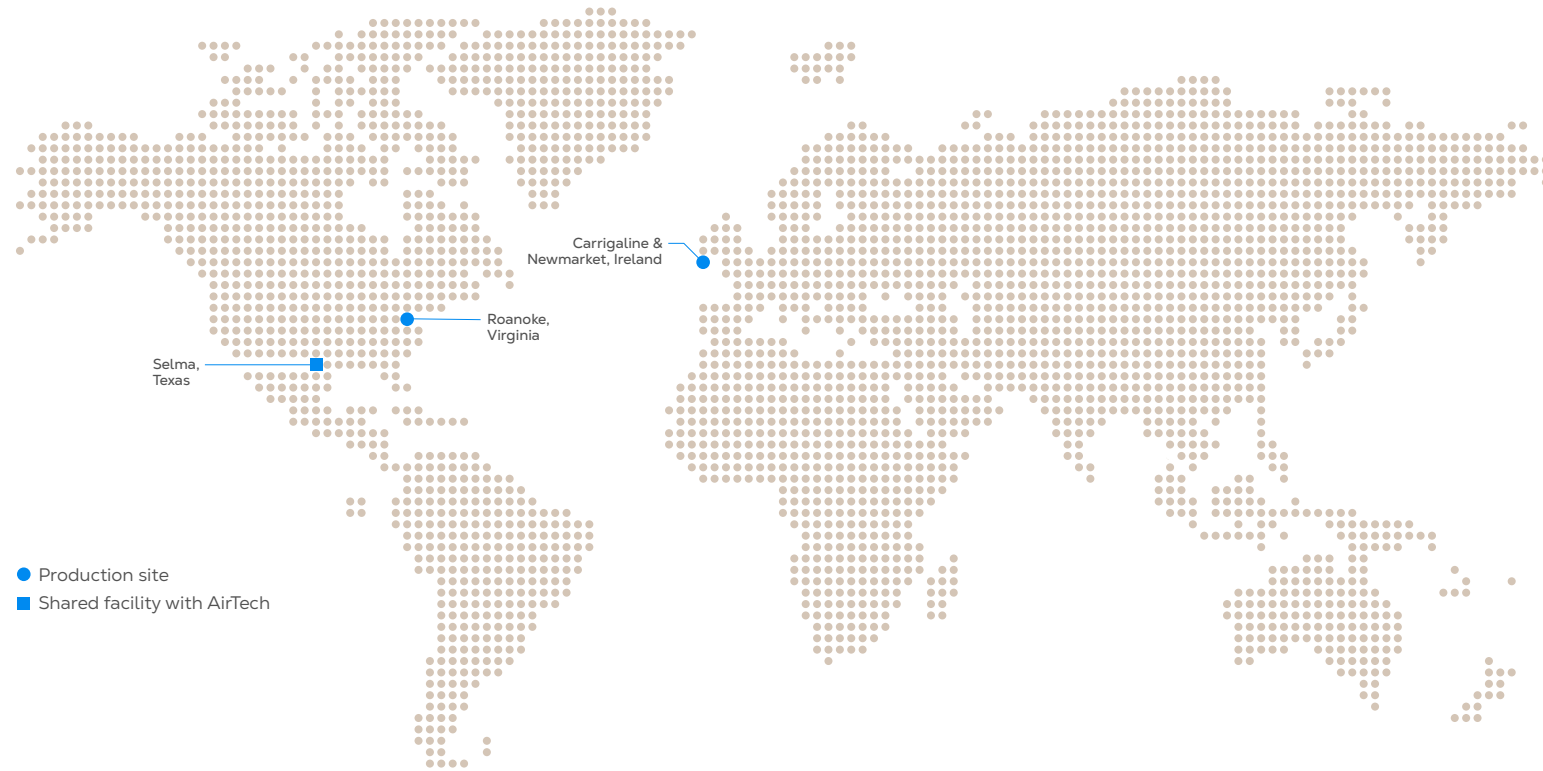 Carrigaline &
Newmarket, Ireland
Roanoke,
Virginia
Selma,
Texas
Production site
Shared facility with AirTech